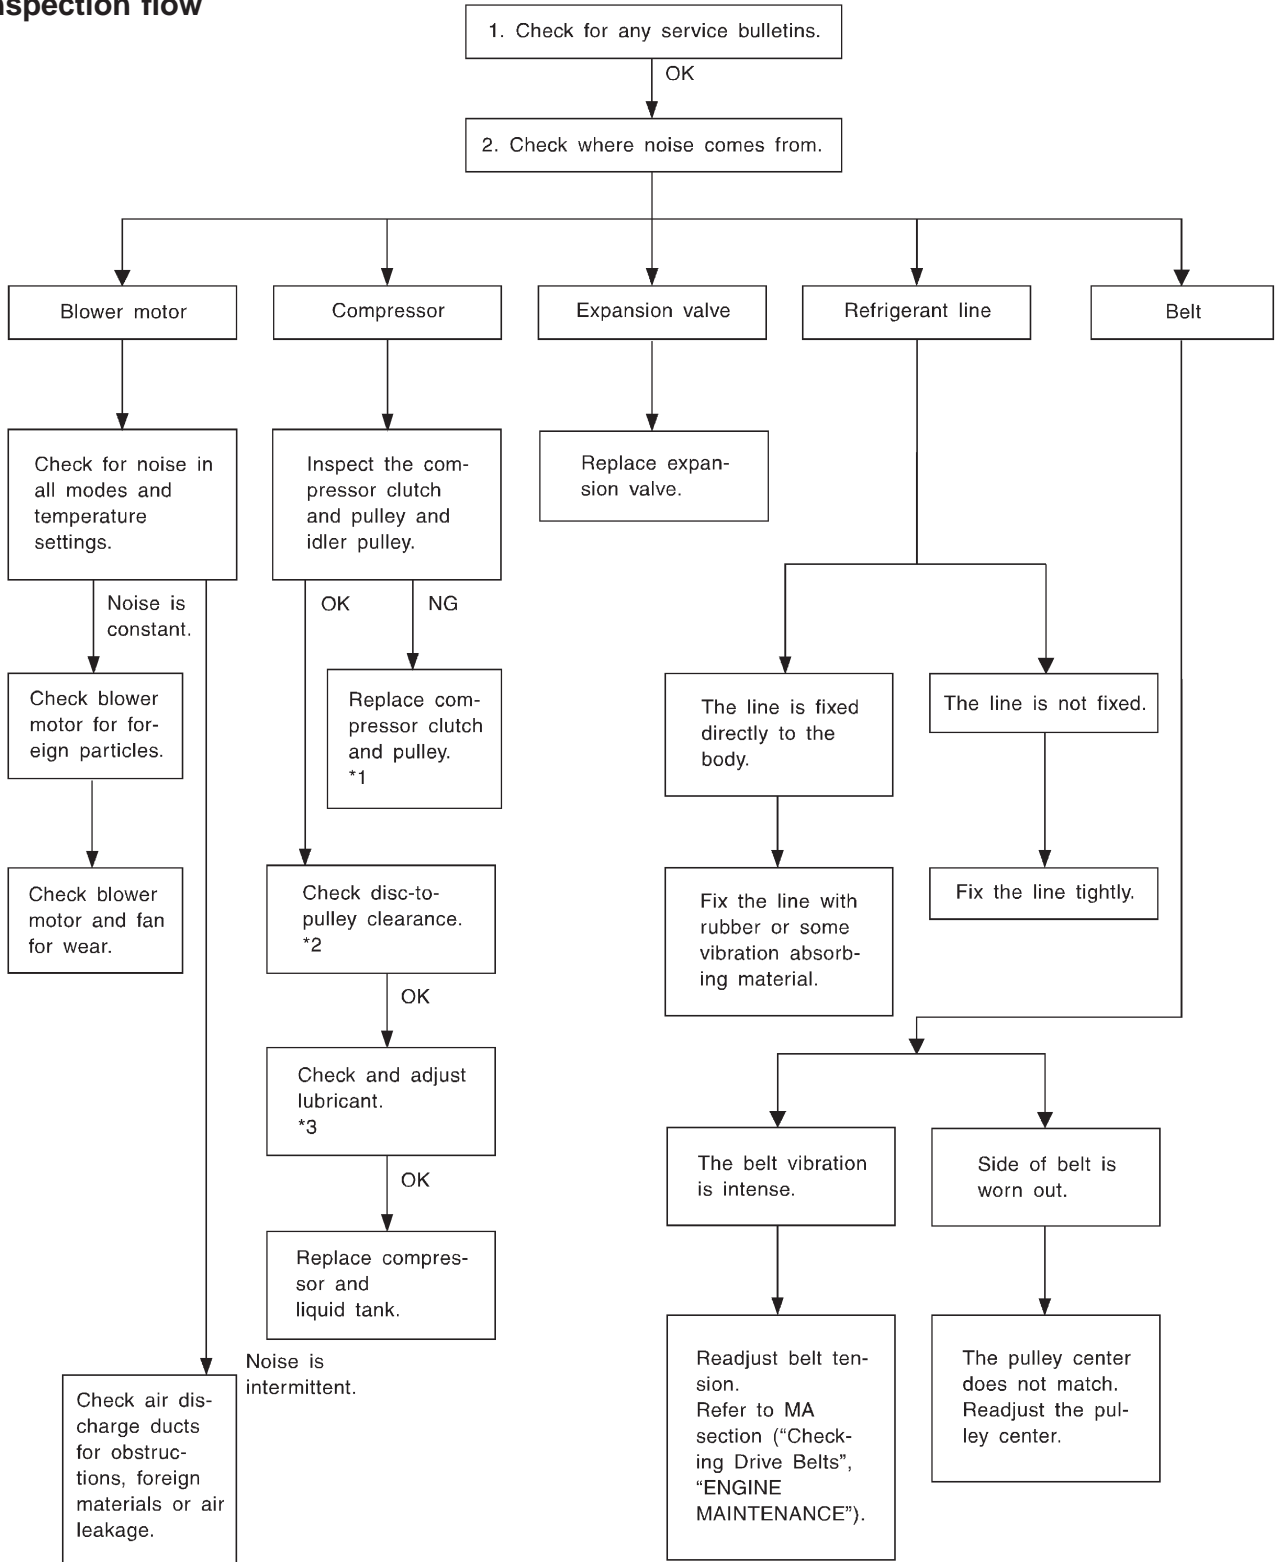 nspection flow
1. Check for any service bulletins.
OK
2. Check where noise comes from.
Blower motor
Compressor
Expansion valve
Refrigerant line
Belt
Check for noise in
all modes and
temperature
settings.
Inspect the com-
pressor clutch
and pulley and
idler pulley.
Replace expan-
sion valve.
Noise is
constant.
OK
NG
Check blower
motor for for-
eign particles.
Replace com-
pressor clutch
and pulley.
*1
The line is fixed
directly to the
body.
The line is not fixed.
Check blower
motor and fan
for wear.
Check disc-to-
pulley clearance.
*2
Fix the line with
rubber or some
vibration absorb-
ing material.
Fix the line tightly.
OK
Check and adjust
lubricant.
*3
OK
The belt vibration
is intense.
Side of belt is
worn out.
Replace compres-
sor and
liquid tank.
Noise is
intermittent.
Check air dis-
charge ducts
for obstruc-
tions, foreign
materials or air
leakage.
Readjust belt ten-
sion.
Refer to MA
section (“Check-
ing Drive Belts”,
“ENGINE
MAINTENANCE”).
The pulley center
does not match.
Readjust the pul-
ley center.